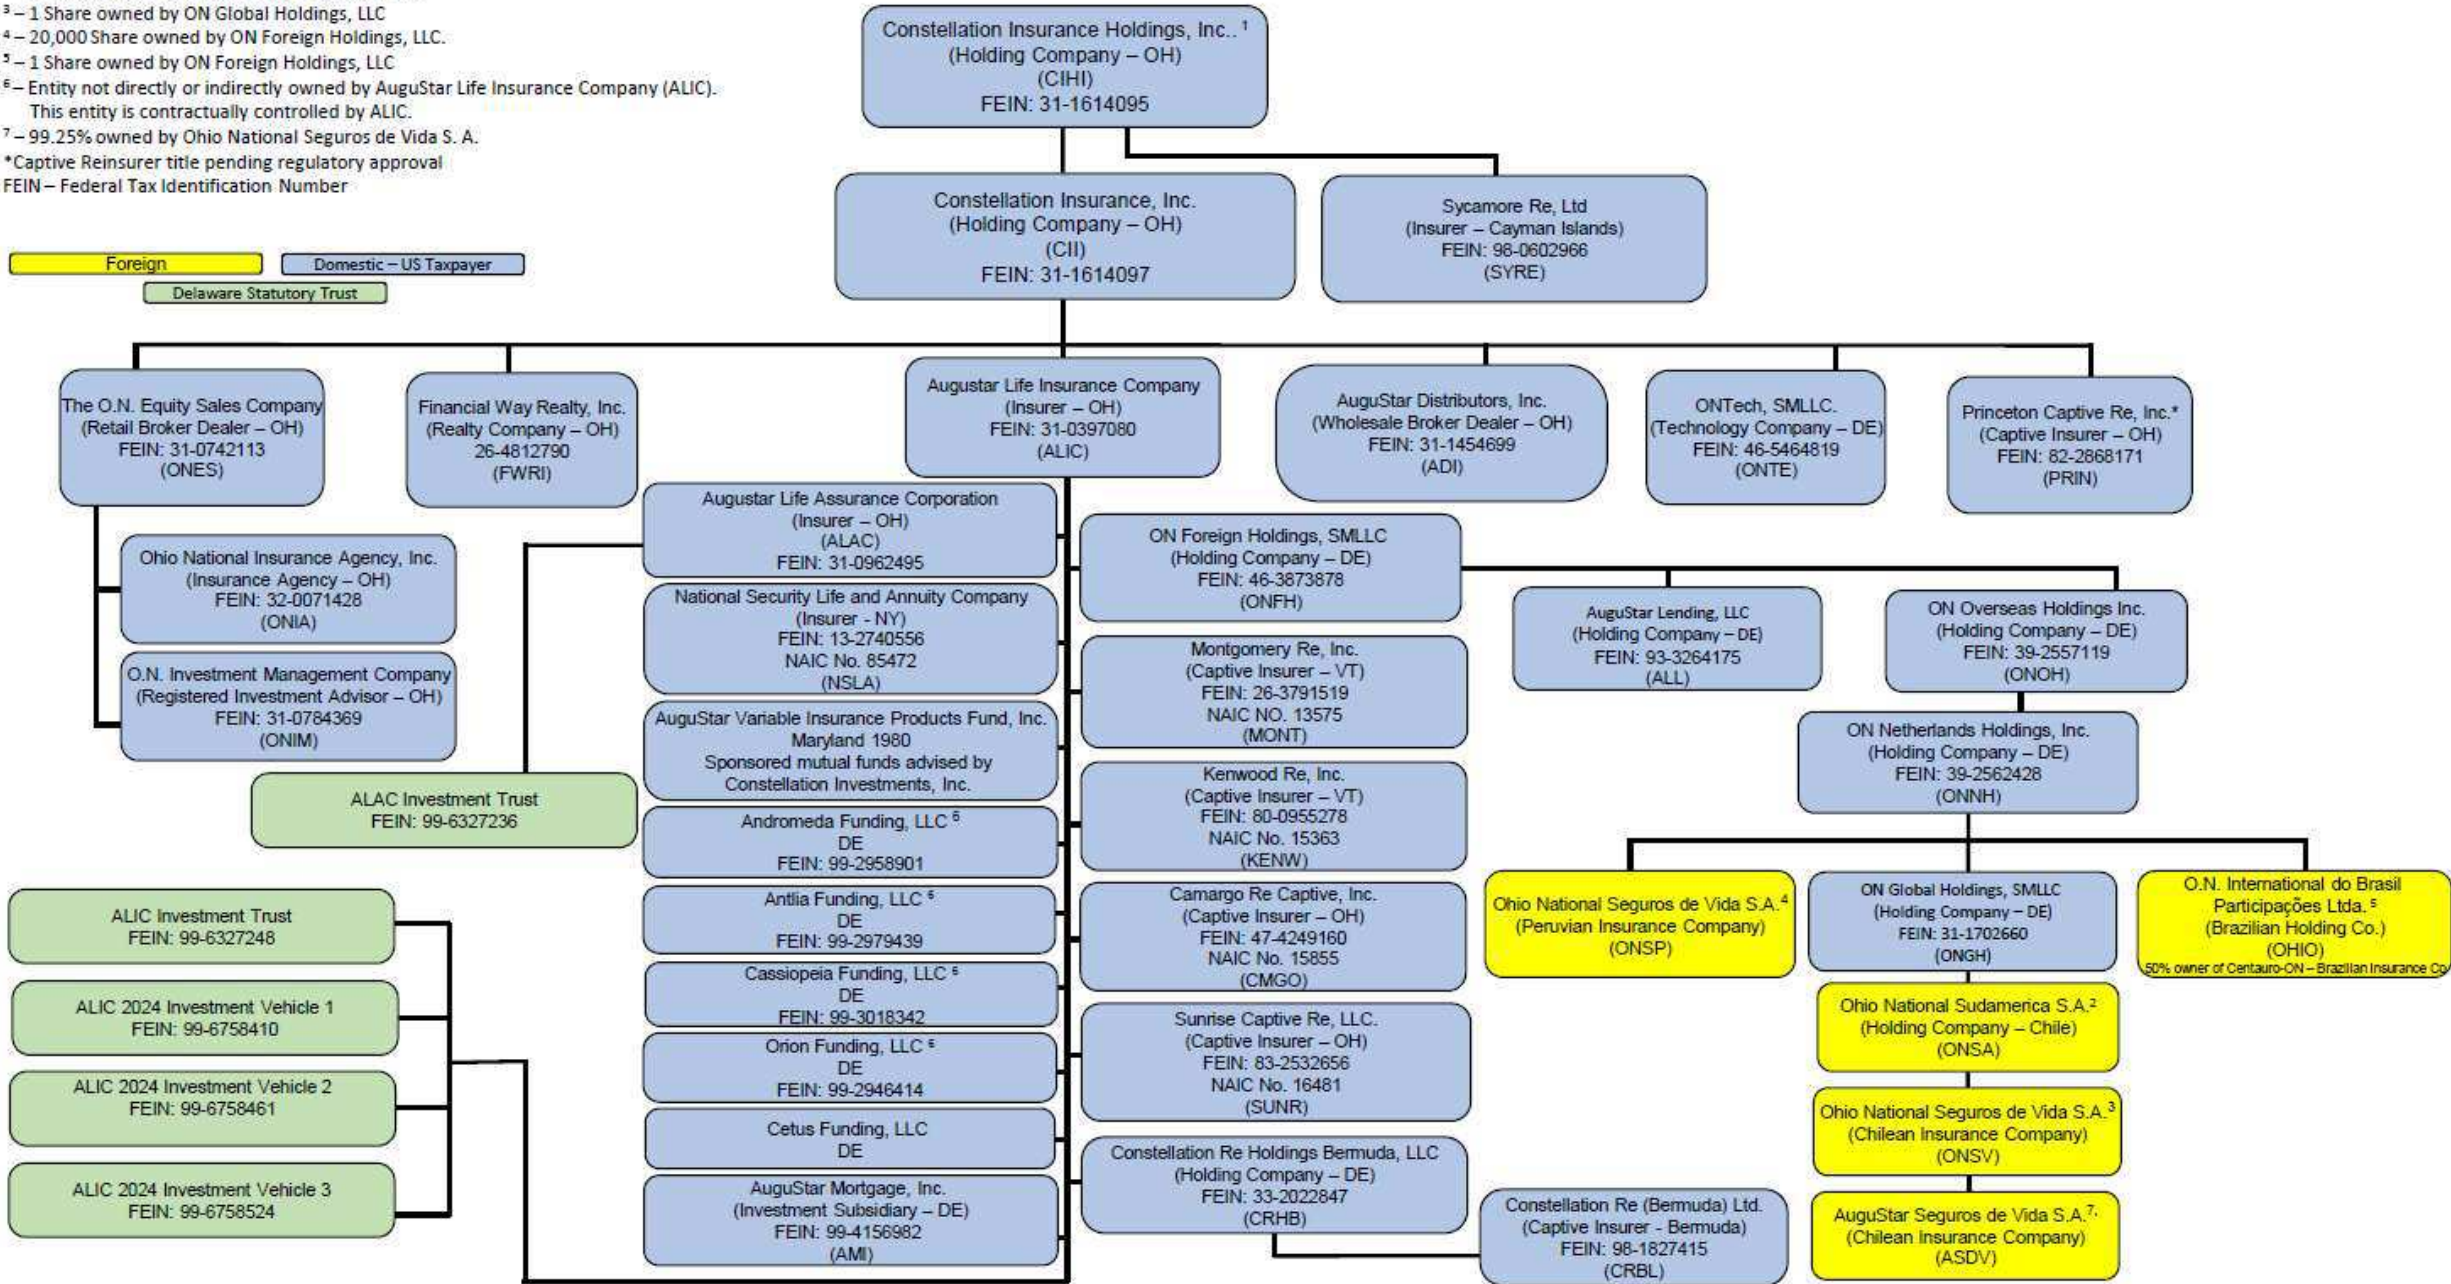 ³ – 1 Share owned by ON Global Holdings, LLC
⁴ – 20,000 Share owned by ON Foreign Holdings, LLC.
⁵ – 1 Share owned by ON Foreign Holdings, LLC
⁶ – Entity not directly or indirectly owned by AuguStar Life Insurance Company (ALIC).
This entity is contractually controlled by ALIC.
⁷ – 99.25% owned by Ohio National Seguros de Vida S. A.
*Captive Reinsurer title pending regulatory approval
FEIN – Federal Tax Identification Number
Foreign
Domestic – US Taxpayer
Delaware Statutory Trust
Constellation Insurance Holdings, Inc.. ¹
(Holding Company – OH)
(CIHI)
FEIN: 31-1614095
Constellation Insurance, Inc.
(Holding Company – OH)
(CII)
FEIN: 31-1614097
Sycamore Re, Ltd
(Insurer – Cayman Islands)
FEIN: 98-0602966
(SYRE)
The O.N. Equity Sales Company
(Retail Broker Dealer – OH)
FEIN: 31-0742113
(ONES)
Financial Way Realty, Inc.
(Realty Company – OH)
26-4812790
(FWRI)
Augustar Life Insurance Company
(Insurer – OH)
FEIN: 31-0397080
(ALIC)
AuguStar Distributors, Inc.
(Wholesale Broker Dealer – OH)
FEIN: 31-1454699
(ADI)
ONTech, SMLLC.
(Technology Company – DE)
FEIN: 46-5464819
(ONTE)
Princeton Captive Re, Inc.*
(Captive Insurer – OH)
FEIN: 82-2868171
(PRIN)
Ohio National Insurance Agency, Inc.
(Insurance Agency – OH)
FEIN: 32-0071428
(ONIA)
O.N. Investment Management Company
(Registered Investment Advisor – OH)
FEIN: 31-0784369
(ONIM)
ALAC Investment Trust
FEIN: 99-6327236
ALIC Investment Trust
FEIN: 99-6327248
ALIC 2024 Investment Vehicle 1
FEIN: 99-6758410
ALIC 2024 Investment Vehicle 2
FEIN: 99-6758461
ALIC 2024 Investment Vehicle 3
FEIN: 99-6758524
Augustar Life Assurance Corporation
(Insurer – OH)
(ALAC)
FEIN: 31-0962495
National Security Life and Annuity Company
(Insurer - NY)
FEIN: 13-2740556
NAIC No. 85472
(NSLA)
AuguStar Variable Insurance Products Fund, Inc.
Maryland 1980
Sponsored mutual funds advised by
Constellation Investments, Inc.
Andromeda Funding, LLC ⁶
DE
FEIN: 99-2958901
Antlia Funding, LLC ⁶
DE
FEIN: 99-2979439
Cassiopeia Funding, LLC ⁶
DE
FEIN: 99-3018342
Orion Funding, LLC ⁶
DE
FEIN: 99-2946414
Cetus Funding, LLC
DE
AuguStar Mortgage, Inc.
(Investment Subsidiary – DE)
FEIN: 99-4156982
(AMI)
ON Foreign Holdings, SMLLC
(Holding Company – DE)
FEIN: 46-3873878
(ONFH)
Montgomery Re, Inc.
(Captive Insurer – VT)
FEIN: 26-3791519
NAIC NO. 13575
(MONT)
Kenwood Re, Inc.
(Captive Insurer – VT)
FEIN: 80-0955278
NAIC No. 15363
(KENW)
Camargo Re Captive, Inc.
(Captive Insurer – OH)
FEIN: 47-4249160
NAIC No. 15855
(CMGO)
Sunrise Captive Re, LLC.
(Captive Insurer – OH)
FEIN: 83-2532656
NAIC No. 16481
(SUNR)
Constellation Re Holdings Bermuda, LLC
(Holding Company – DE)
FEIN: 33-2022847
(CRHB)
Constellation Re (Bermuda) Ltd.
(Captive Insurer - Bermuda)
FEIN: 98-1827415
(CRBL)
AuguStar Lending, LLC
(Holding Company – DE)
FEIN: 93-3264175
(ALL)
ON Overseas Holdings Inc.
(Holding Company – DE)
FEIN: 39-2557119
(ONOH)
ON Netherlands Holdings, Inc.
(Holding Company – DE)
FEIN: 39-2562428
(ONNH)
Ohio National Seguros de Vida S.A.⁴
(Peruvian Insurance Company)
(ONSP)
ON Global Holdings, SMLLC
(Holding Company – DE)
FEIN: 31-1702660
(ONGH)
O.N. International do Brasil
Participações Ltda. ⁵
(Brazilian Holding Co.)
(OHIO)
50% owner of Centauro-ON – Brazilian Insurance Co
Ohio National Sudamerica S.A.²
(Holding Company – Chile)
(ONSA)
Ohio National Seguros de Vida S.A.³
(Chilean Insurance Company)
(ONSV)
AuguStar Seguros de Vida S.A.⁷,
(Chilean Insurance Company)
(ASDV)